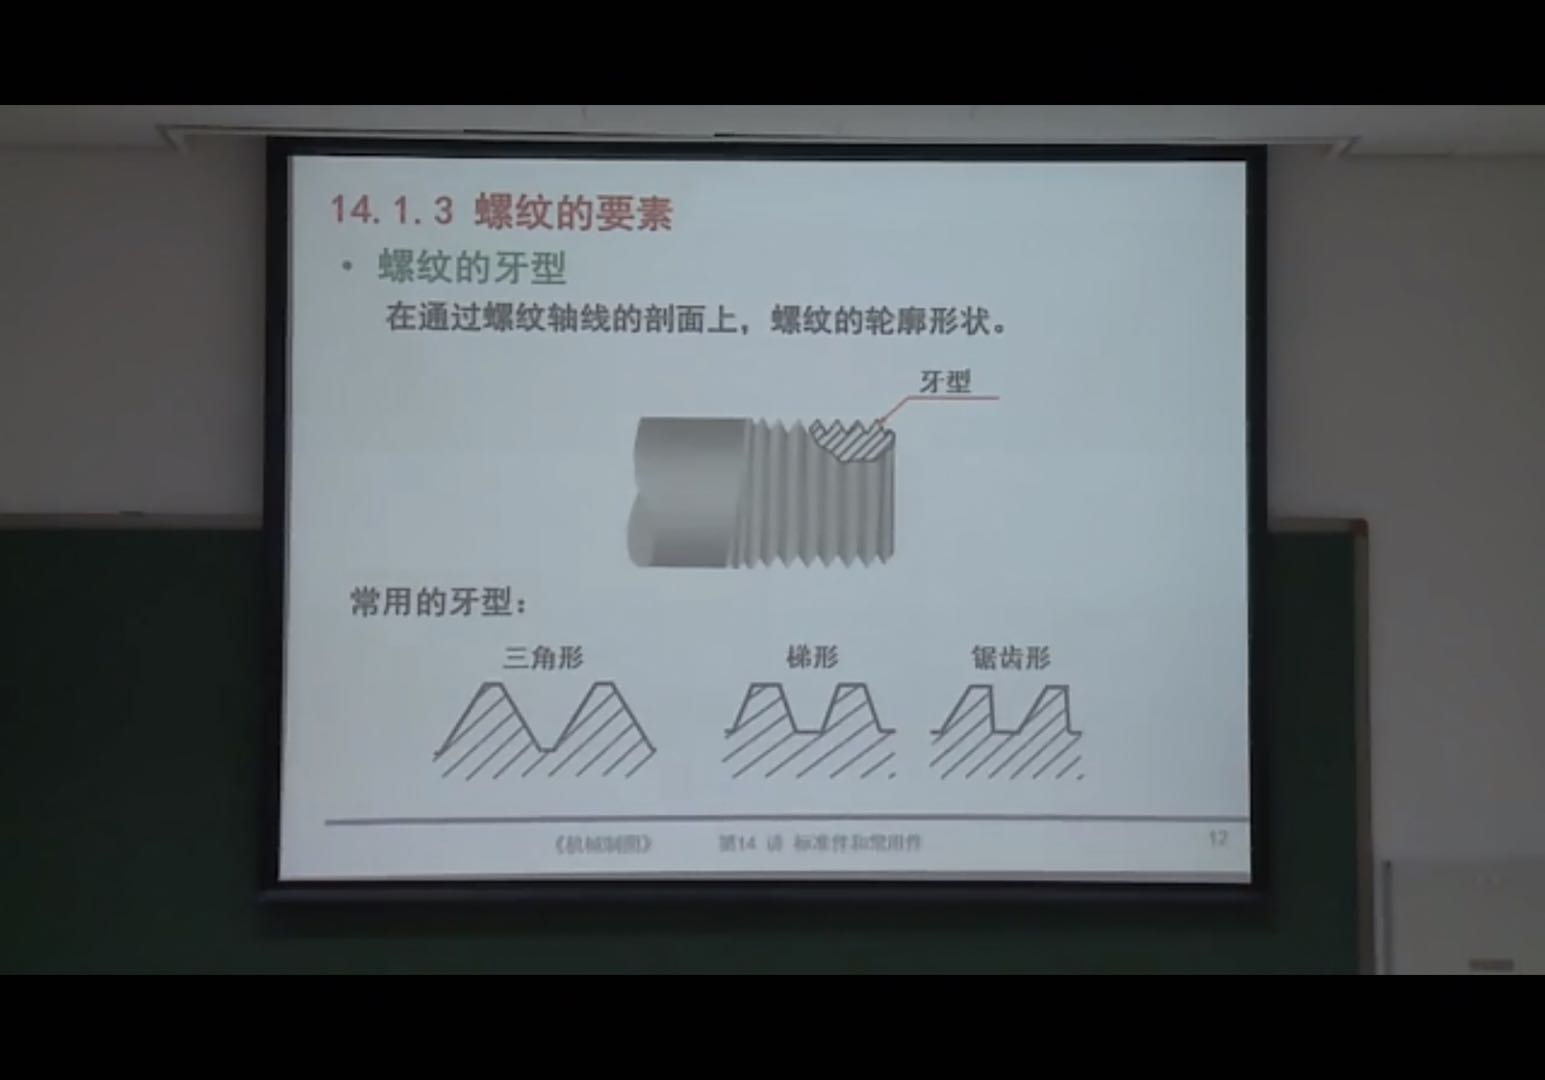 14.1.3 螺纹的要素
• 螺纹的牙型
在通过螺纹轴线的剖面上，螺纹的轮廓形状。
牙型
常用的牙型：
三角形 梯形 锯齿形
《机械制图》 第14 讲 标准件和常用件 12